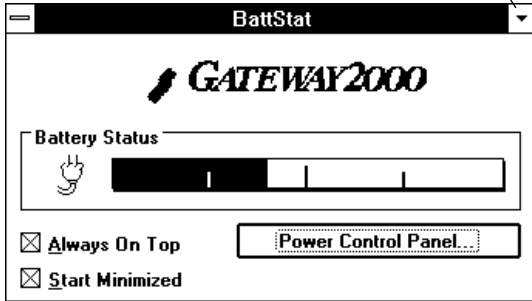 BattStat
GATEWAY2000
Battery Status
Always On Top
Power Control Panel...
Start Minimized